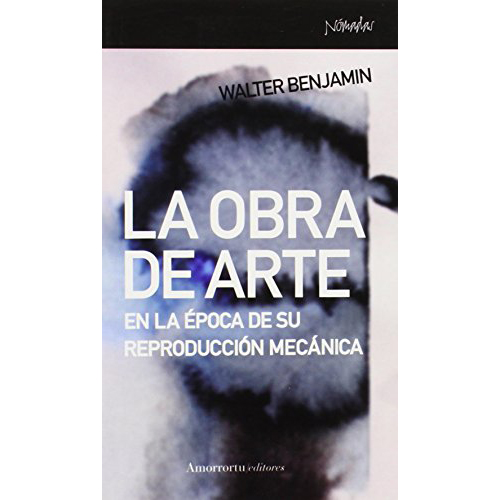 Nómadas
WALTER BENJAMIN
LA OBRA
DE ARTE
EN LA ÉPOCA DE SU
REPRODUCCIÓN MECÁNICA
Amorrortu/editores